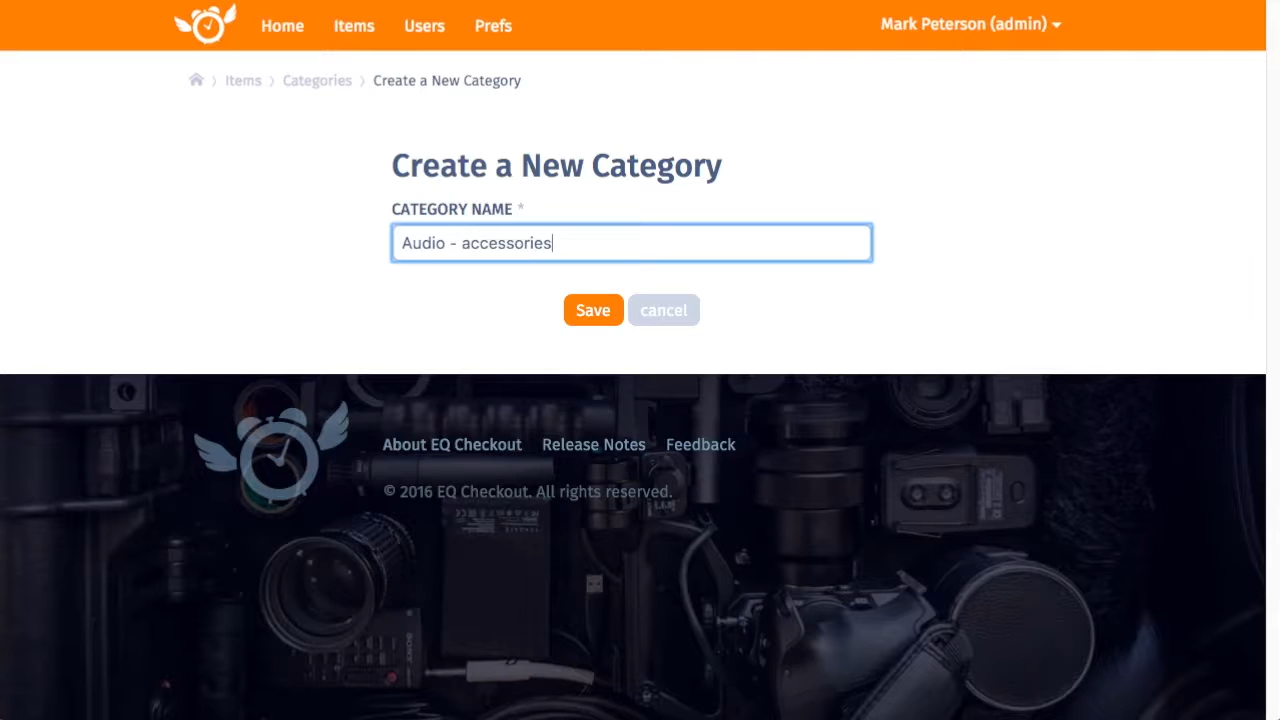 Home Items Users Prefs Mark Peterson (admin)
Items Categories Create a New Category
Create a New Category
CATEGORY NAME *
Audio - accessories
Save cancel
About EQ Checkout Release Notes Feedback
© 2016 EQ Checkout. All rights reserved.
SONY